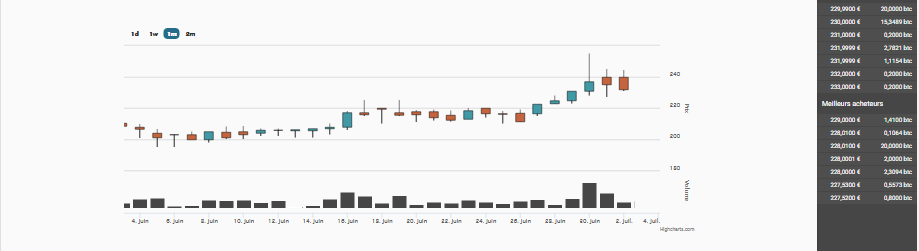 1d 1w 1m 2m
240
220
200
180
Prix
Volume
4. juin 6. juin 8. juin 10. juin 12. juin 14. juin 16. juin 18. juin 20. juin 22. juin 24. juin 26. juin 28. juin 30. juin 2. juil. 4. juil.
Highcharts.com
229,9900 € 20,0000 btc
230,0000 € 15,3489 btc
231,0000 € 0,2000 btc
231,9999 € 2,7821 btc
231,9999 € 1,1154 btc
232,0000 € 0,2000 btc
233,0000 € 0,2000 btc
Meilleurs acheteurs
229,0000 € 1,4100 btc
228,0100 € 0,1064 btc
228,0100 € 20,0000 btc
228,0001 € 2,0000 btc
228,0000 € 2,3094 btc
227,5300 € 0,5573 btc
227,5200 € 0,8000 btc